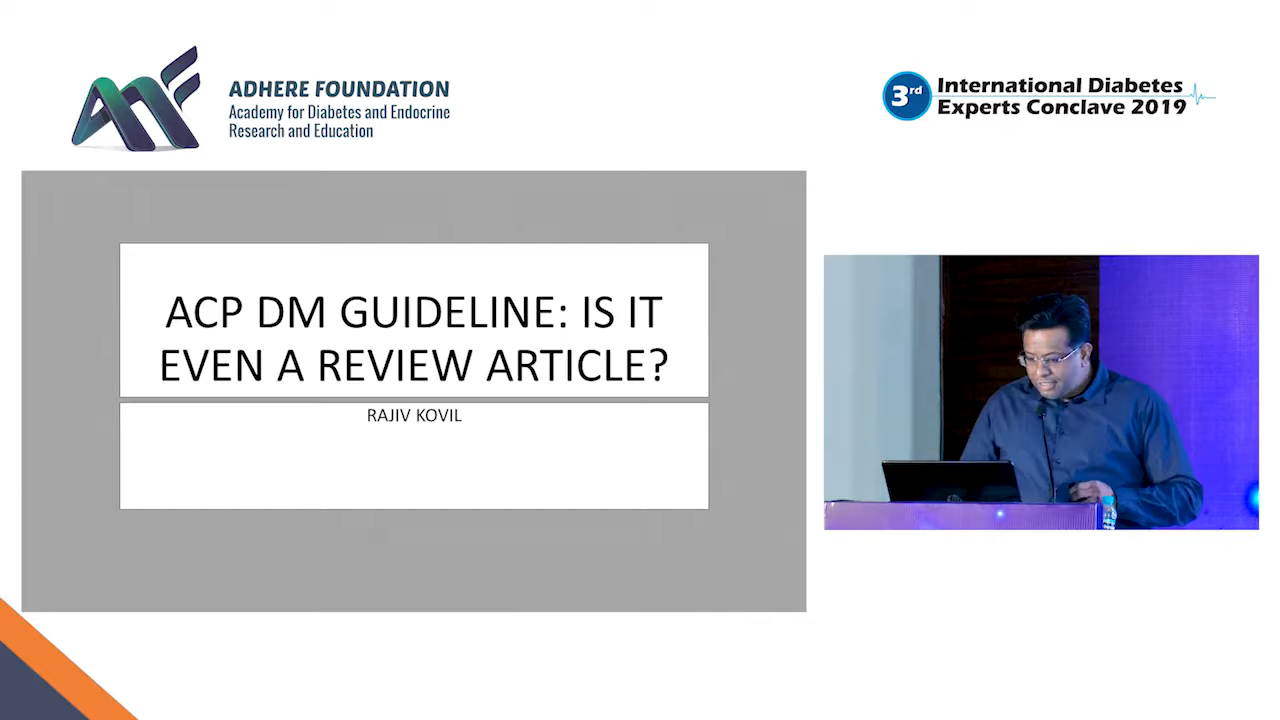 ADHERE FOUNDATION
Academy for Diabetes and Endocrine
Research and Education
3rd
International Diabetes
Experts Conclave 2019
ACP DM GUIDELINE: IS IT
EVEN A REVIEW ARTICLE?
RAJIV KOVIL